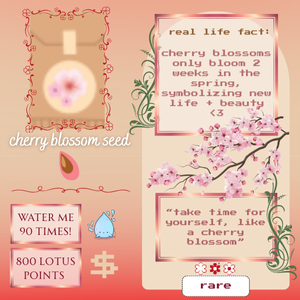 cherry blossom seed
WATER ME
90 TIMES!
800 LOTUS
POINTS
$
real life fact:
cherry blossoms
only bloom 2
weeks in the
spring,
symbolizing new
life + beauty
<3
"take time for
yourself, like
a cherry
blossom"
rare